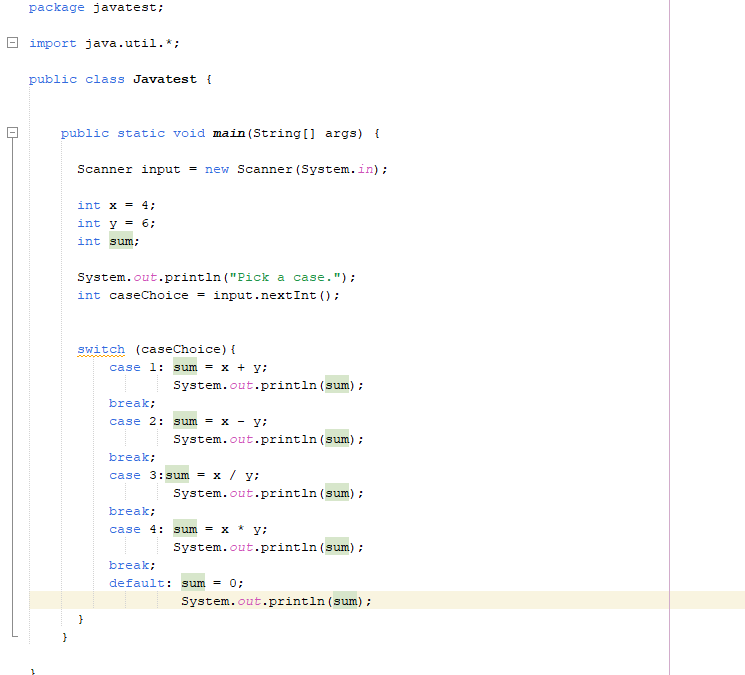 package javatest;
import java.util.*;
public class Javatest {
public static void main(String[] args) {
Scanner input = new Scanner(System.in);
int x = 4;
int y = 6;
int sum;
System.out.println("Pick a case.");
int caseChoice = input.nextInt();
switch (caseChoice){
case 1: sum = x + y;
System.out.println(sum);
break;
case 2: sum = x - y;
System.out.println(sum);
break;
case 3:sum = x / y;
System.out.println(sum);
break;
case 4: sum = x * y;
System.out.println(sum);
break;
default: sum = 0;
System.out.println(sum);
}
}
}